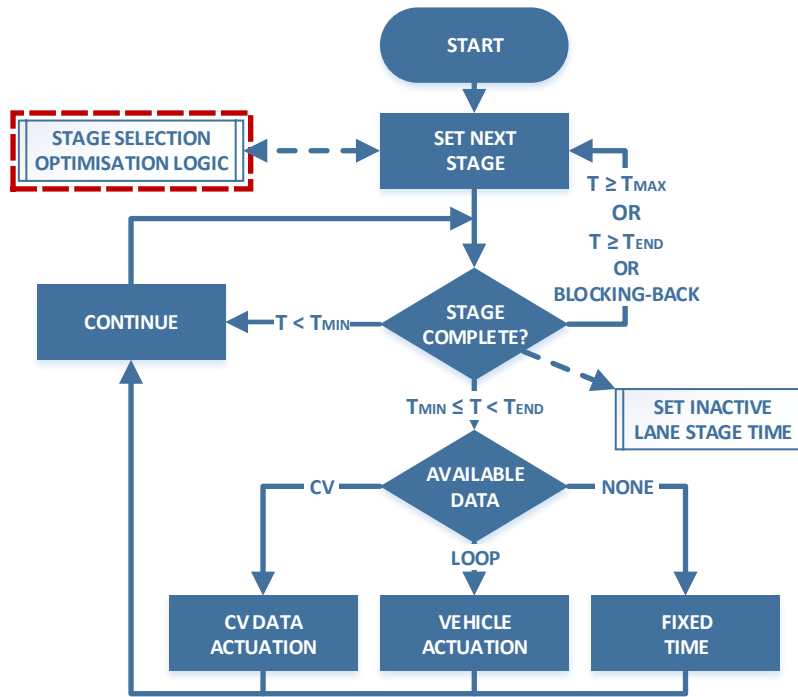 START
STAGE SELECTION
OPTIMISATION LOGIC
SET NEXT
STAGE
T ≥ TMAX
OR
T ≥ TEND
OR
BLOCKING-BACK
CONTINUE
T < TMIN
STAGE
COMPLETE?
TMIN ≤ T < TEND
SET INACTIVE
LANE STAGE TIME
AVAILABLE
DATA
CV
NONE
LOOP
CV DATA
ACTUATION
VEHICLE
ACTUATION
FIXED
TIME